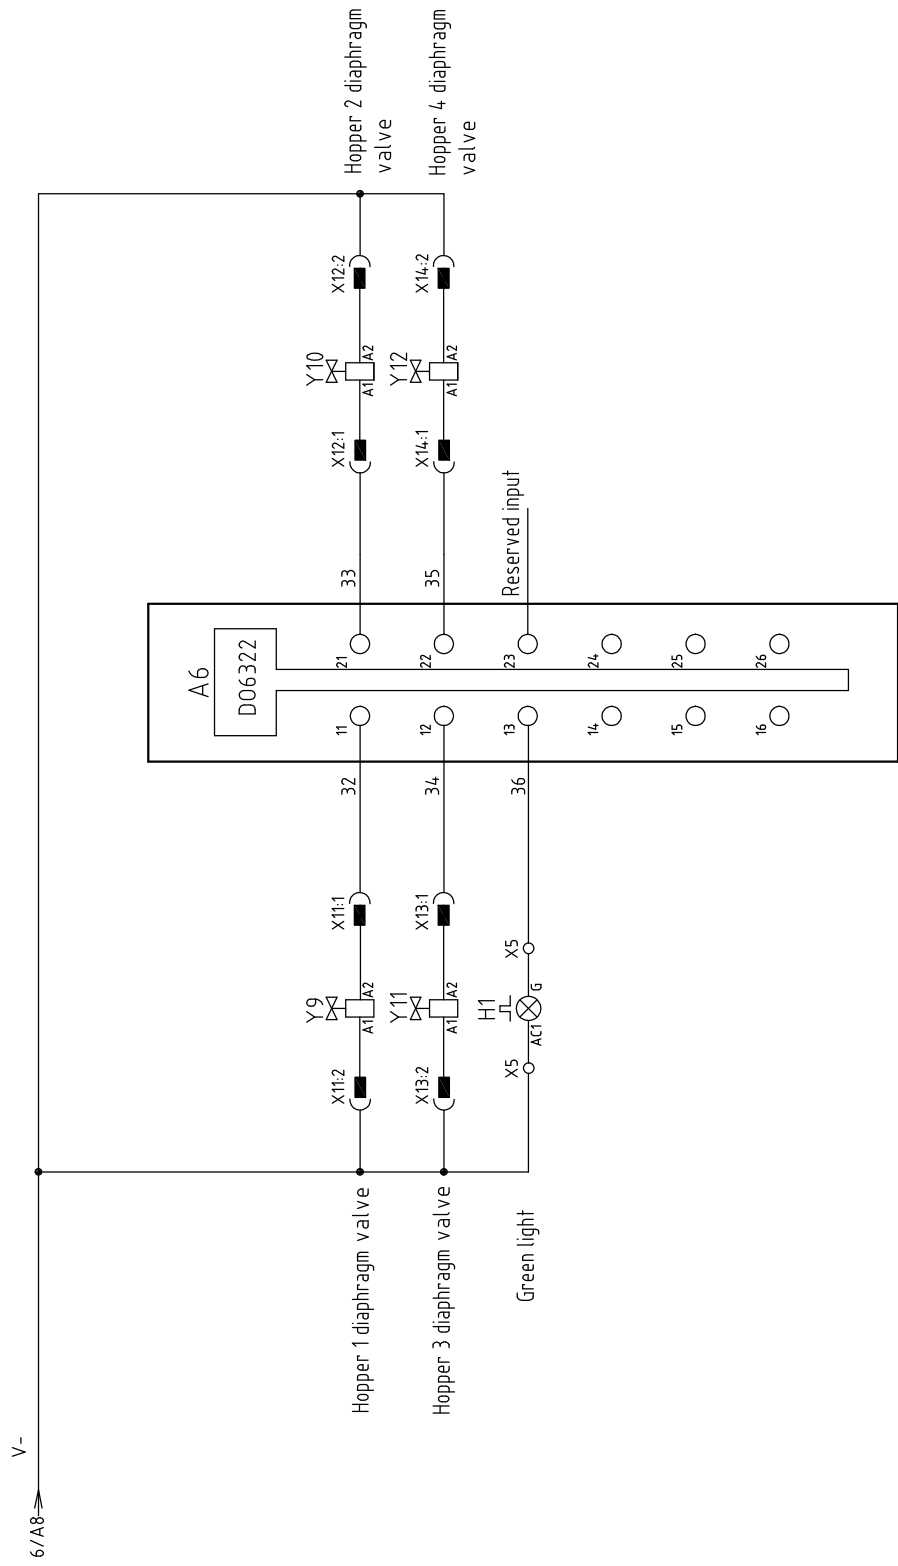 6/A8
V-
Hopper 1 diaphragm valve
Hopper 3 diaphragm valve
Green light
X11:2
Y9
A1
A2
X11:1
32
X13:2
Y11
A1
A2
X13:1
34
X5
H1
AC1
G
X5
36
A6
DO6322
11
12
13
14
15
16
21
22
23
24
25
26
33
X12:1
Y10
A1
A2
X12:2
35
X14:1
Y12
A1
A2
X14:2
Reserved input
Hopper 2 diaphragm
valve
Hopper 4 diaphragm
valve